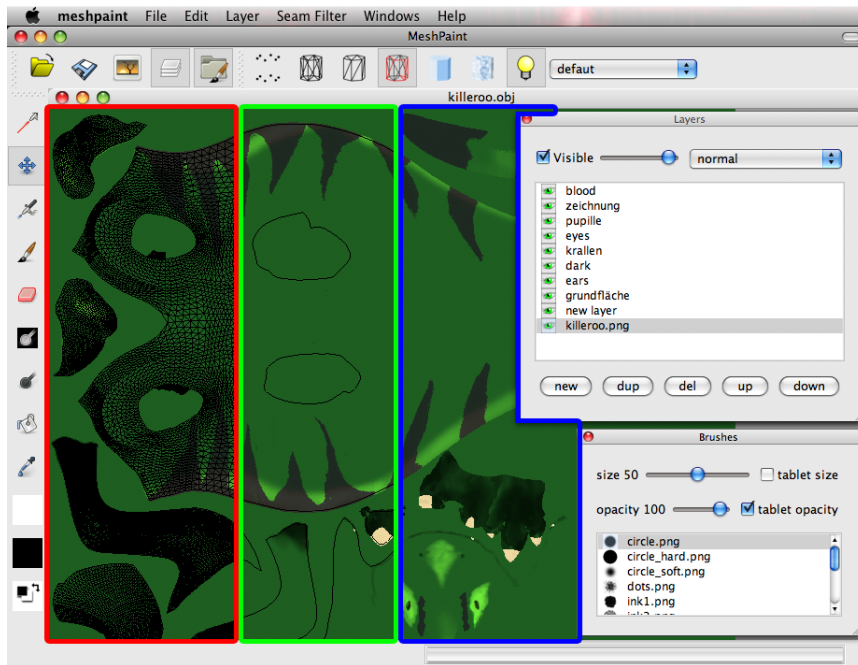 meshpaint File Edit Layer Seam Filter Windows Help
MeshPaint
defaut
killeroo.obj
Layers
Visible
normal
blood
zeichnung
pupille
eyes
krallen
dark
ears
grundfläche
new layer
killeroo.png
new dup del up down
Brushes
size 50 tablet size
opacity 100 tablet opacity
circle.png
circle_hard.png
circle_soft.png
dots.png
ink1.png